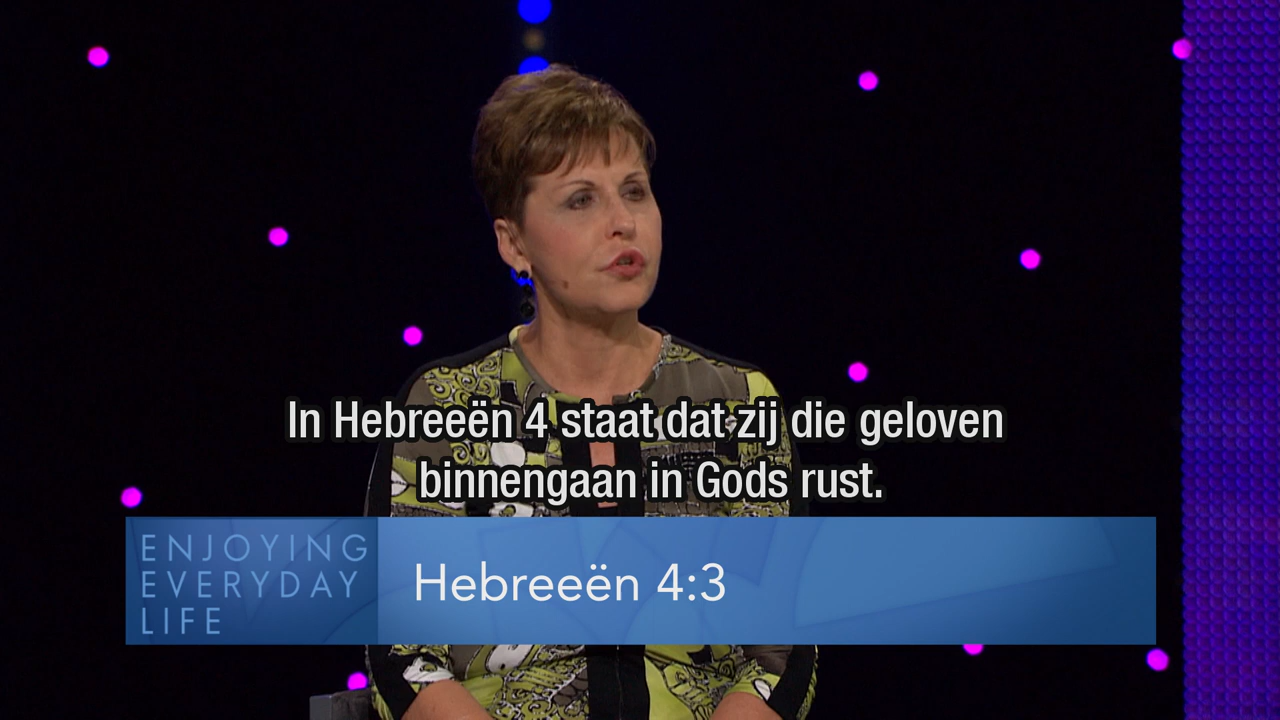 In Hebreeën 4 staat dat zij die geloven
binnengaan in Gods rust.
ENJOYING
EVERYDAY
LIFE
Hebreeën 4:3